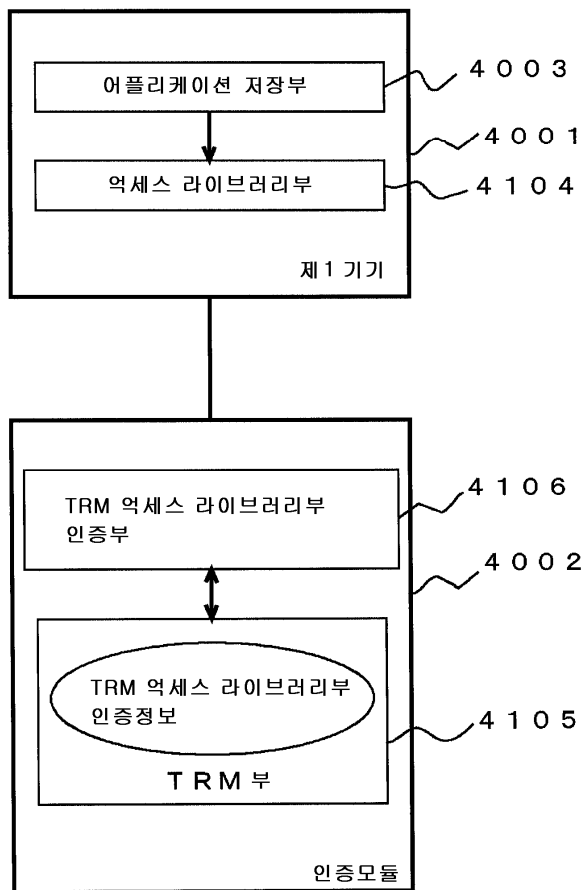 어플리케이션 저장부
4003
4001
억세스 라이브러리부
4104
제1기기
4106
TRM 억세스 라이브러리부
인증부
4002
TRM 억세스 라이브러리부
인증정보
4105
TRM부
인증모듈